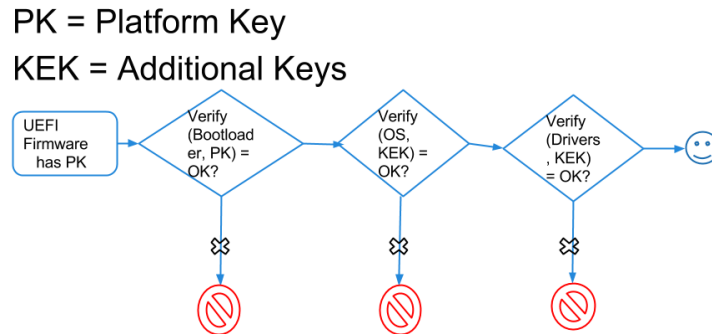 PK = Platform Key
KEK = Additional Keys
UEFI
Firmware
has PK
Verify
(Bootload
er, PK) =
OK?
Verify
(OS,
KEK) =
OK?
Verify
(Drivers
, KEK)
= OK?